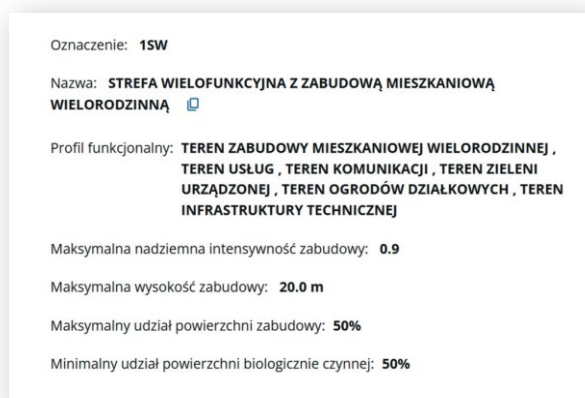 Oznaczenie: 1SW
Nazwa: STREFA WIELOFUNKCYJNA Z ZABUDOWĄ MIESZKANIOWĄ
WIELORODZINNĄ
Profil funkcjonalny: TEREN ZABUDOWY MIESZKANIOWEJ WIELORODZINNEJ ,
TEREN USŁUG , TEREN KOMUNIKACJI , TEREN ZIELENI
URZĄDZONEJ , TEREN OGRODÓW DZIAŁKOWYCH , TEREN
INFRASTRUKTURY TECHNICZNEJ
Maksymalna nadziemna intensywność zabudowy: 0.9
Maksymalna wysokość zabudowy: 20.0 m
Maksymalny udział powierzchni zabudowy: 50%
Minimalny udział powierzchni biologicznie czynnej: 50%